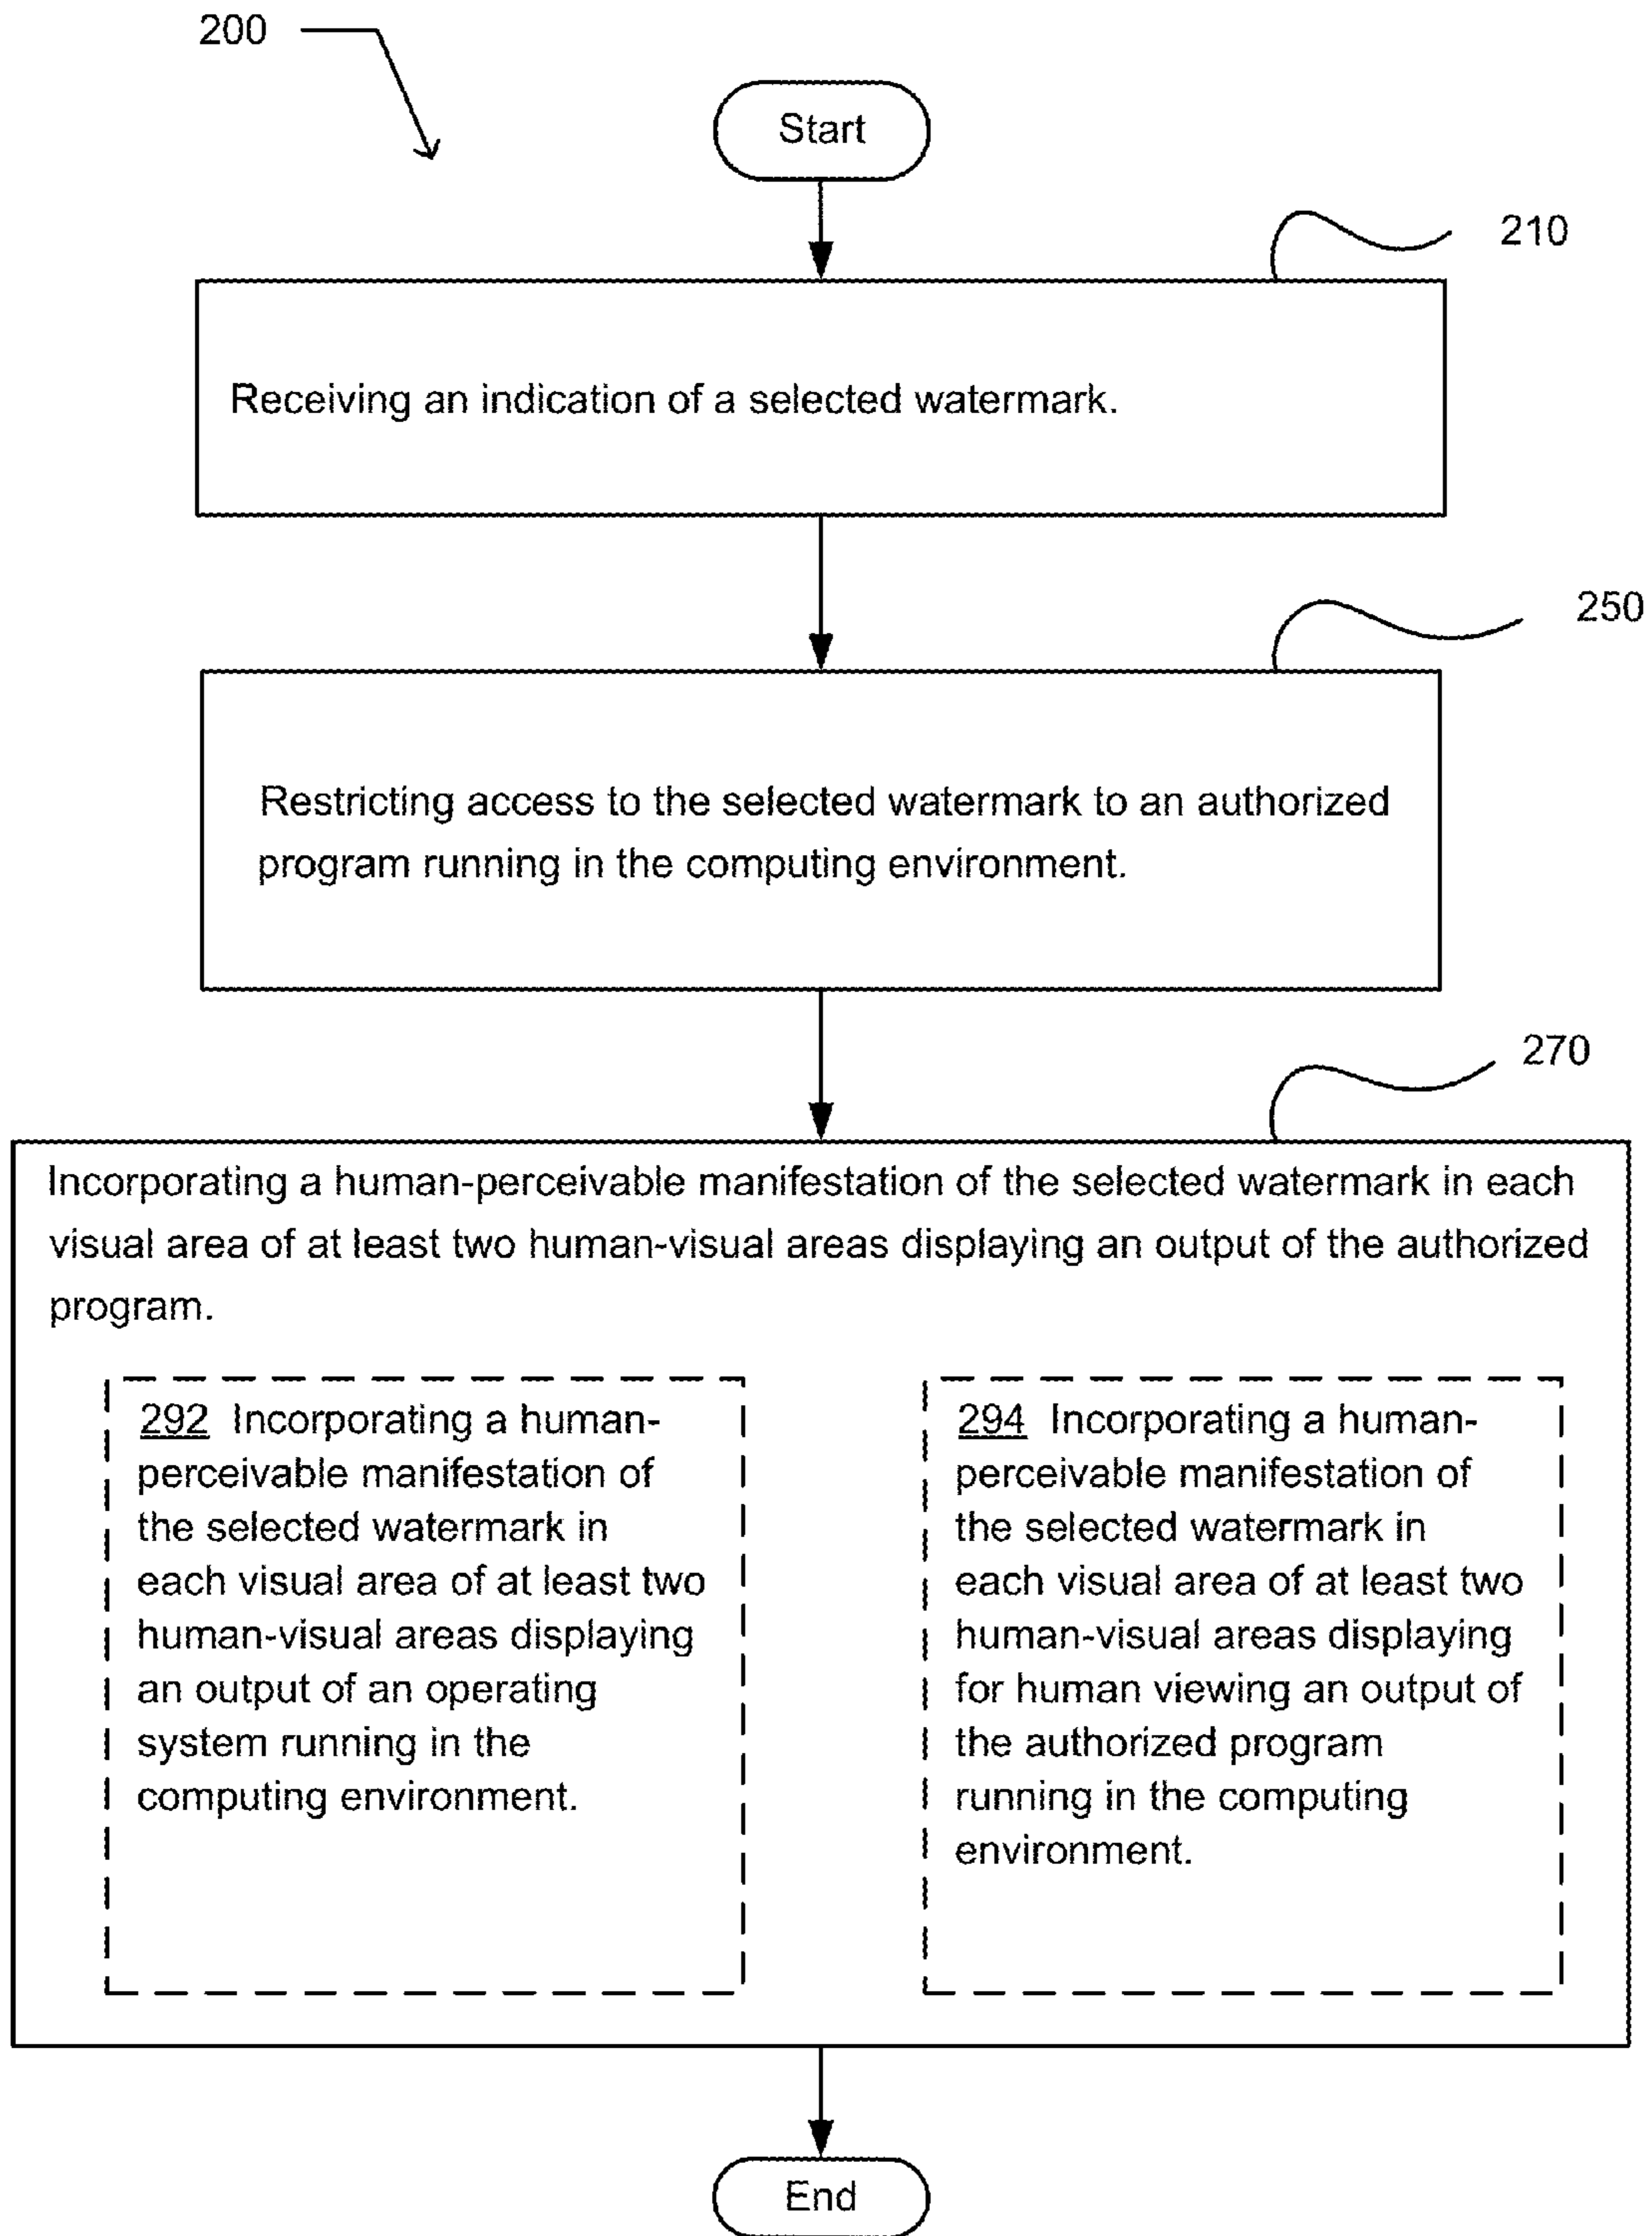 200
Start
210
Receiving an indication of a selected watermark.
250
Restricting access to the selected watermark to an authorized
program running in the computing environment.
270
Incorporating a human-perceivable manifestation of the selected watermark in each
visual area of at least two human-visual areas displaying an output of the authorized
program.
292 Incorporating a human-
perceivable manifestation of
the selected watermark in
each visual area of at least two
human-visual areas displaying
an output of an operating
system running in the
computing environment.
294 Incorporating a human-
perceivable manifestation of
the selected watermark in
each visual area of at least two
human-visual areas displaying
for human viewing an output of
the authorized program
running in the computing
environment.
End